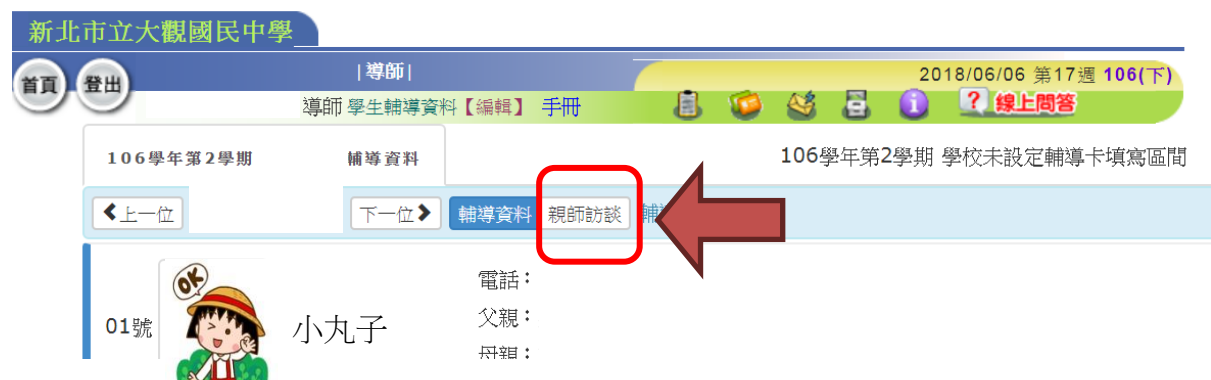 新北市立大觀國民中學
首頁 登出 |導師| 2018/06/06 第17週 106(下)
導師 學生輔導資料【編輯】 手冊 ? 線上問答
106學年第2學期 輔導資料 106學年第2學期 學校未設定輔導卡填寫區間
上一位 下一位 輔導資料 親師訪談 輔
OK
電話：
01號 小丸子 父親：
母親：